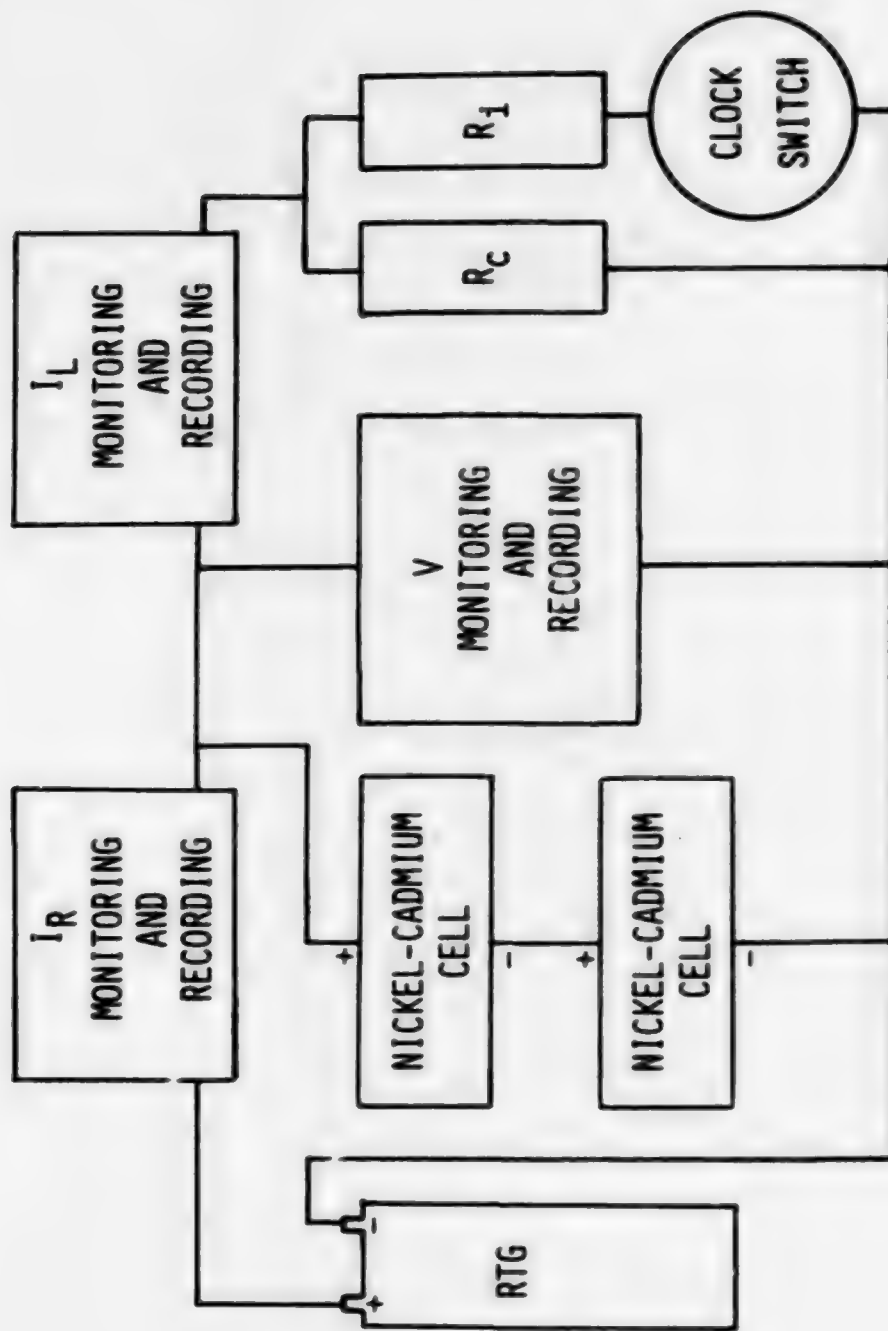 I_R
MONITORING
AND
RECORDING
I_L
MONITORING
AND
RECORDING
+
-
RTG
+
NICKEL-CADMIUM
CELL
-
+
NICKEL-CADMIUM
CELL
-
V
MONITORING
AND
RECORDING
R_C
R_i
CLOCK
SWITCH